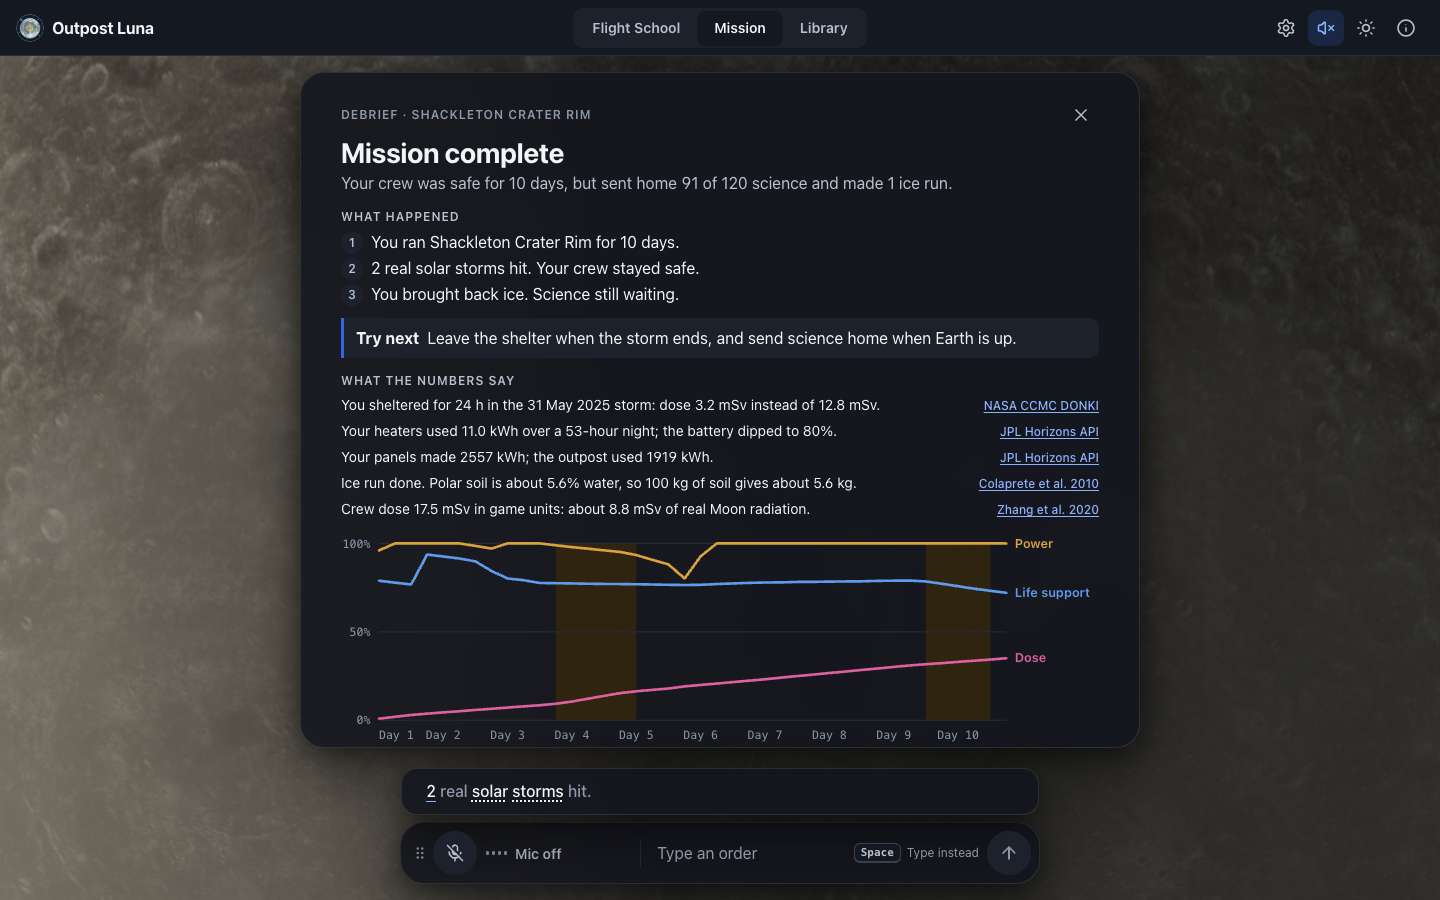 Outpost Luna
Flight School
Mission
Library
DEBRIEF · SHACKLETON CRATER RIM
Mission complete
Your crew was safe for 10 days, but sent home 91 of 120 science and made 1 ice run.
WHAT HAPPENED
1 You ran Shackleton Crater Rim for 10 days.
2 2 real solar storms hit. Your crew stayed safe.
3 You brought back ice. Science still waiting.
Try next Leave the shelter when the storm ends, and send science home when Earth is up.
WHAT THE NUMBERS SAY
You sheltered for 24 h in the 31 May 2025 storm: dose 3.2 mSv instead of 12.8 mSv. NASA CCMC DONKI
Your heaters used 11.0 kWh over a 53-hour night; the battery dipped to 80%. JPL Horizons API
Your panels made 2557 kWh; the outpost used 1919 kWh. JPL Horizons API
Ice run done. Polar soil is about 5.6% water, so 100 kg of soil gives about 5.6 kg. Colaprete et al. 2010
Crew dose 17.5 mSv in game units: about 8.8 mSv of real Moon radiation. Zhang et al. 2020
100%
Power
Life support
50%
Dose
0%
Day 1 Day 2 Day 3 Day 4 Day 5 Day 6 Day 7 Day 8 Day 9 Day 10
2 real solar storms hit.
Mic off
Type an order
Space Type instead